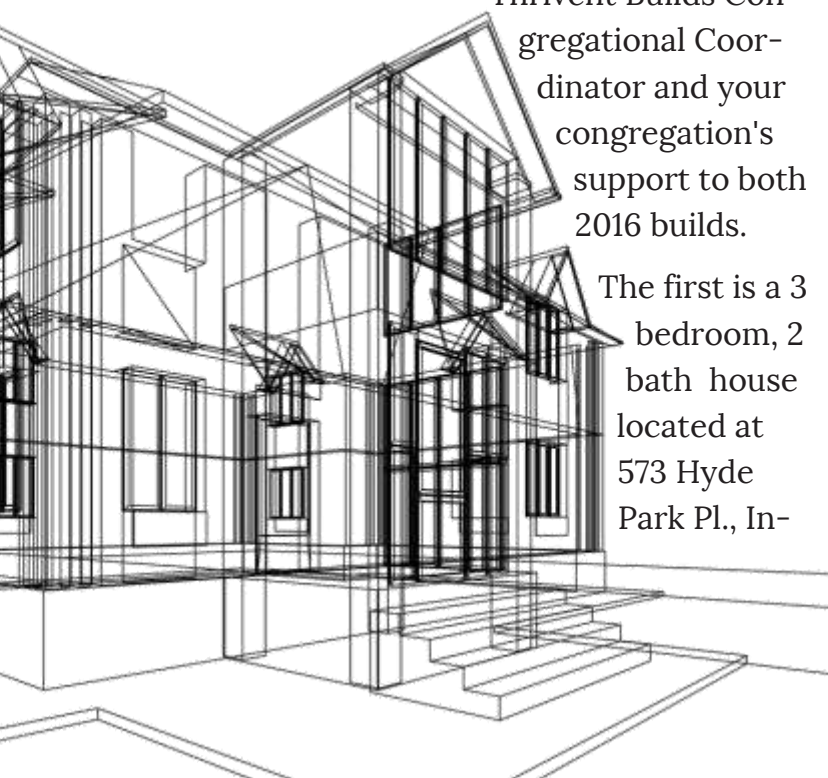 Thrivent Builds Con-
gregational Coor-
dinator and your
congregation's
support to both
2016 builds.
The first is a 3
bedroom, 2
bath house
located at
573 Hyde
Park Pl., In-